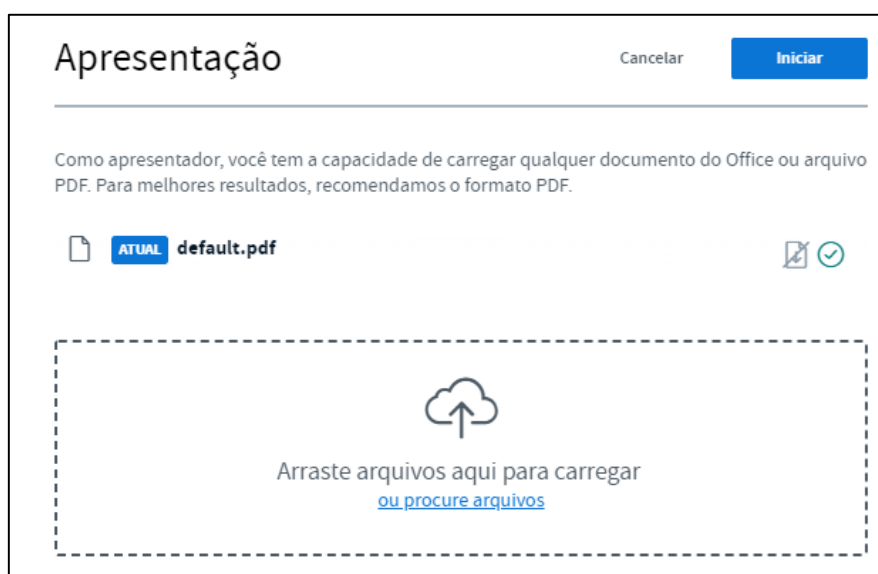 Apresentação
Cancelar
Iniciar
Como apresentador, você tem a capacidade de carregar qualquer documento do Office ou arquivo
PDF. Para melhores resultados, recomendamos o formato PDF.
ATUAL default.pdf
Arraste arquivos aqui para carregar
ou procure arquivos